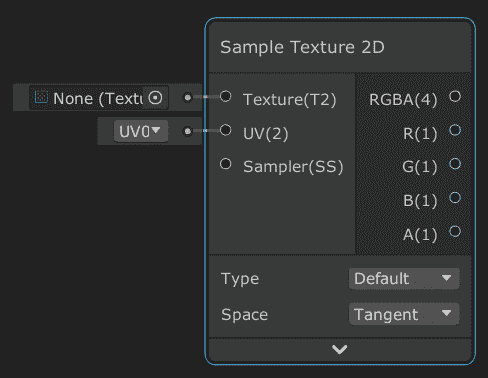 Sample Texture 2D
None (Textu Texture(T2) RGBA(4)
UV0 UV(2) R(1)
Sampler(SS) G(1)
B(1)
A(1)
Type Default
Space Tangent